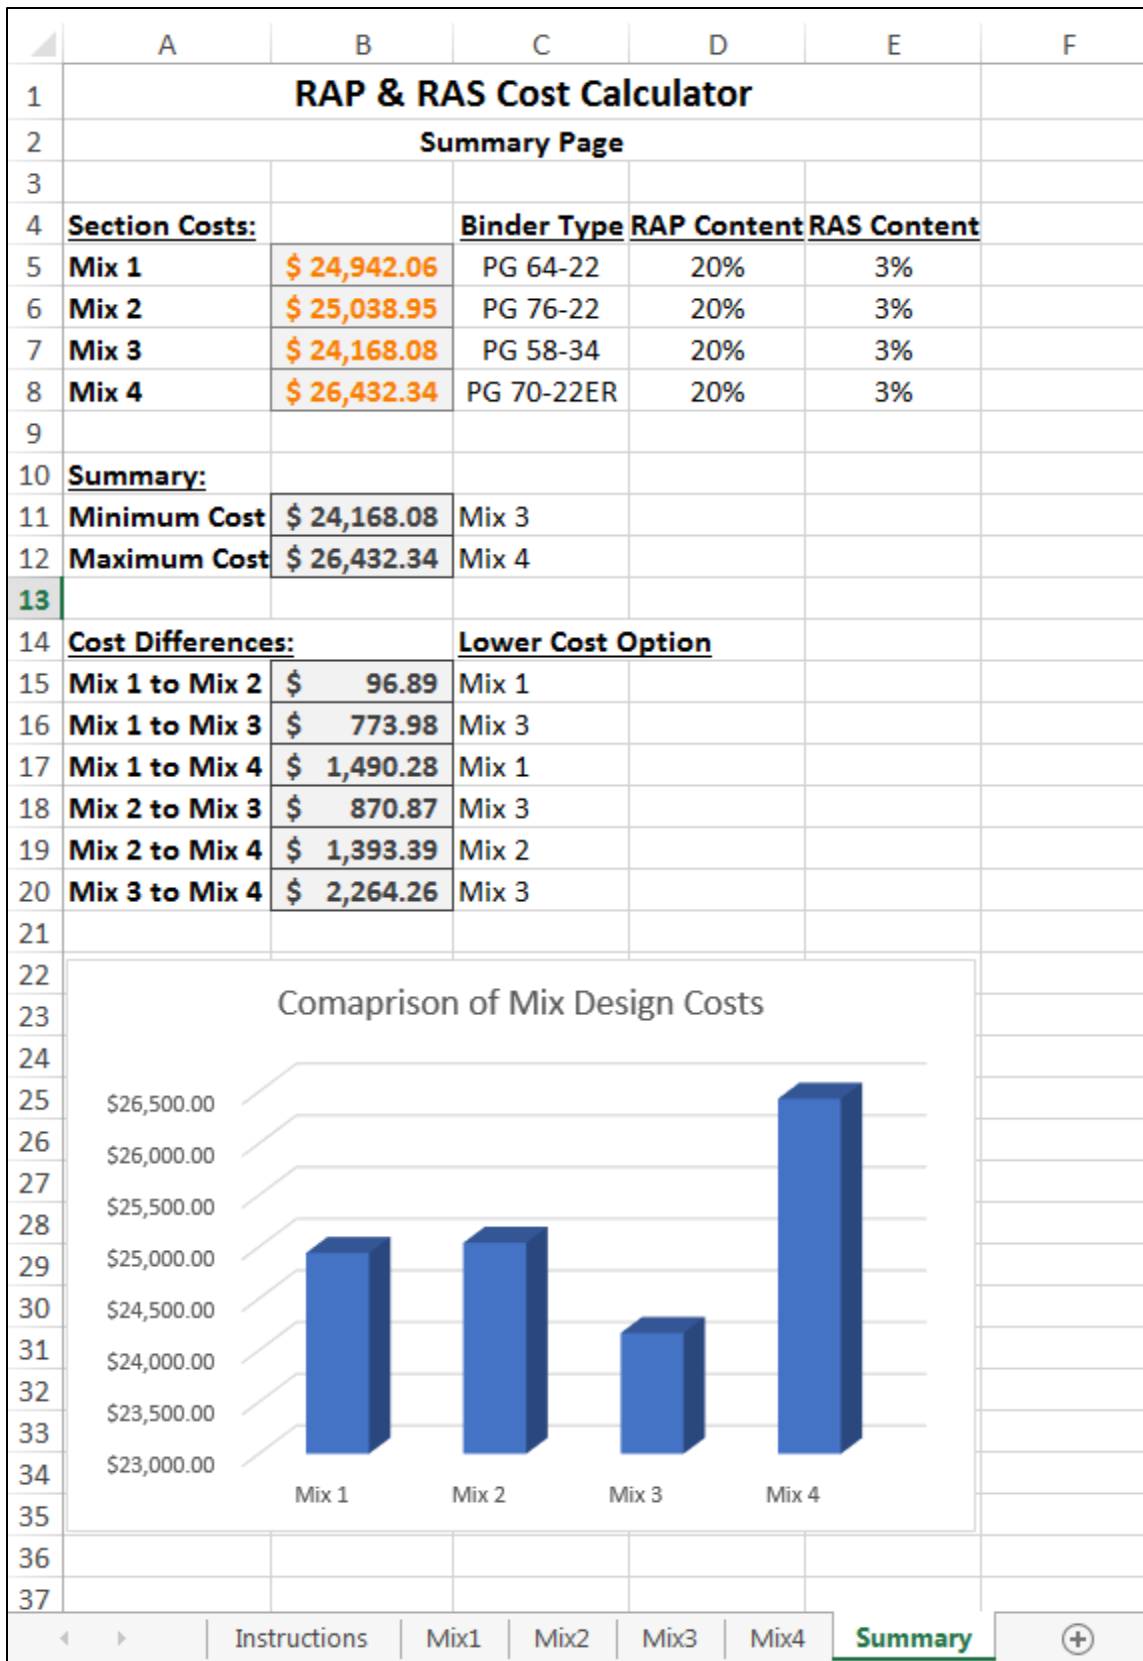 A B C D E F
1 RAP & RAS Cost Calculator
2 Summary Page
3
4 Section Costs: Binder Type RAP Content RAS Content
5 Mix 1 $ 24,942.06 PG 64-22 20% 3%
6 Mix 2 $ 25,038.95 PG 76-22 20% 3%
7 Mix 3 $ 24,168.08 PG 58-34 20% 3%
8 Mix 4 $ 26,432.34 PG 70-22ER 20% 3%
9
10 Summary:
11 Minimum Cost $ 24,168.08 Mix 3
12 Maximum Cost $ 26,432.34 Mix 4
13
14 Cost Differences: Lower Cost Option
15 Mix 1 to Mix 2 $ 96.89 Mix 1
16 Mix 1 to Mix 3 $ 773.98 Mix 3
17 Mix 1 to Mix 4 $ 1,490.28 Mix 1
18 Mix 2 to Mix 3 $ 870.87 Mix 3
19 Mix 2 to Mix 4 $ 1,393.39 Mix 2
20 Mix 3 to Mix 4 $ 2,264.26 Mix 3
21
22
23 Comaprison of Mix Design Costs
24
25 $26,500.00
26 $26,000.00
27
28 $25,500.00
29 $25,000.00
30 $24,500.00
31 $24,000.00
32
33 $23,500.00
34 $23,000.00
35 Mix 1 Mix 2 Mix 3 Mix 4
36
37
Instructions Mix1 Mix2 Mix3 Mix4 Summary